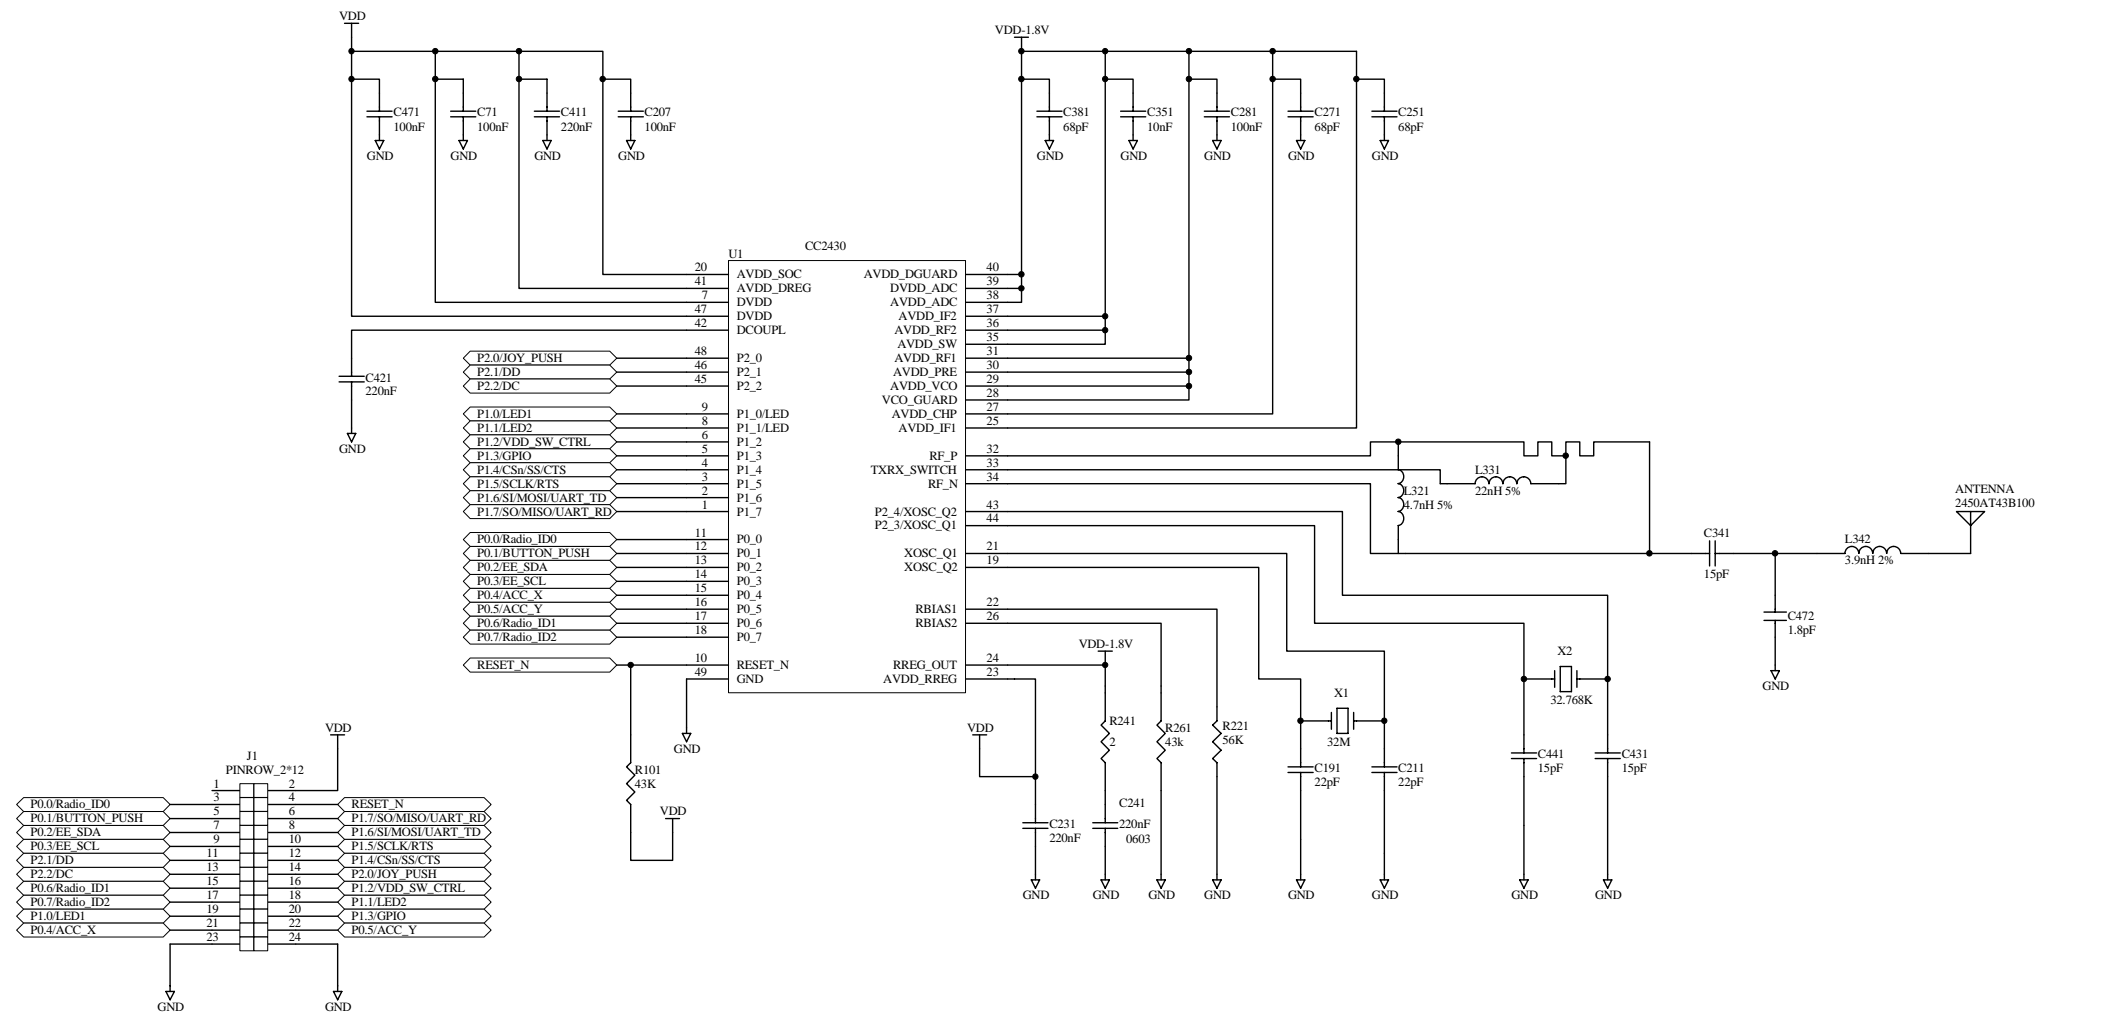 VDD
VDD-1.8V
C471
100nF
GND
C71
100nF
GND
C411
220nF
GND
C207
100nF
GND
C381
68pF
GND
C351
10nF
GND
C281
100nF
GND
C271
68pF
GND
C251
68pF
GND
U1
CC2430
20 AVDD_SOC
41 AVDD_DREG
7 DVDD
47 DVDD
42 DCOUPL
C421
220nF
GND
P2.0/JOY_PUSH 48 P2_0
P2.1/DD 46 P2_1
P2.2/DC 45 P2_2
P1.0/LED1 9 P1_0/LED
P1.1/LED2 8 P1_1/LED
P1.2/VDD_SW_CTRL 6 P1_2
P1.3/GPIO 5 P1_3
P1.4/CSn/SS/CTS 4 P1_4
P1.5/SCLK/RTS 3 P1_5
P1.6/SI/MOSI/UART_TD 2 P1_6
P1.7/SO/MISO/UART_RD 1 P1_7
P0.0/Radio_ID0 11 P0_0
P0.1/BUTTON_PUSH 12 P0_1
P0.2/EE_SDA 13 P0_2
P0.3/EE_SCL 14 P0_3
P0.4/ACC_X 15 P0_4
P0.5/ACC_Y 16 P0_5
P0.6/Radio_ID1 17 P0_6
P0.7/Radio_ID2 18 P0_7
RESET_N 10 RESET_N
49 GND
GND
AVDD_DGUARD 40
DVDD_ADC 39
AVDD_ADC 38
AVDD_IF2 37
AVDD_RF2 36
AVDD_SW 35
AVDD_RF1 31
AVDD_PRE 30
AVDD_VCO 29
VCO_GUARD 28
AVDD_CHP 27
AVDD_IF1 25
RF_P 32
TXRX_SWITCH 33
RF_N 34
P2_4/XOSC_Q2 43
P2_3/XOSC_Q1 44
XOSC_Q1 21
XOSC_Q2 19
RBIAS1 22
RBIAS2 26
RREG_OUT 24
AVDD_RREG 23
L321
4.7nH 5%
L331
22nH 5%
ANTENNA
2450AT43B100
C341
15pF
L342
3.9nH 2%
C472
1.8pF
GND
VDD-1.8V
VDD
R241
2
R261
43k
R221
56K
X1
32M
X2
32.768K
C191
22pF
C211
22pF
C441
15pF
C431
15pF
C231
220nF
C241
220nF
0603
GND
GND
GND
GND
GND
GND
GND
GND
R101
43K
VDD
VDD
J1
PINROW_2*12
1 2
P0.0/Radio_ID0 3 4 RESET_N
P0.1/BUTTON_PUSH 5 6 P1.7/SO/MISO/UART_RD
P0.2/EE_SDA 7 8 P1.6/SI/MOSI/UART_TD
P0.3/EE_SCL 9 10 P1.5/SCLK/RTS
P2.1/DD 11 12 P1.4/CSn/SS/CTS
P2.2/DC 13 14 P2.0/JOY_PUSH
P0.6/Radio_ID1 15 16 P1.2/VDD_SW_CTRL
P0.7/Radio_ID2 17 18 P1.1/LED2
P1.0/LED1 19 20 P1.3/GPIO
P0.4/ACC_X 21 22 P0.5/ACC_Y
23 24
GND
GND